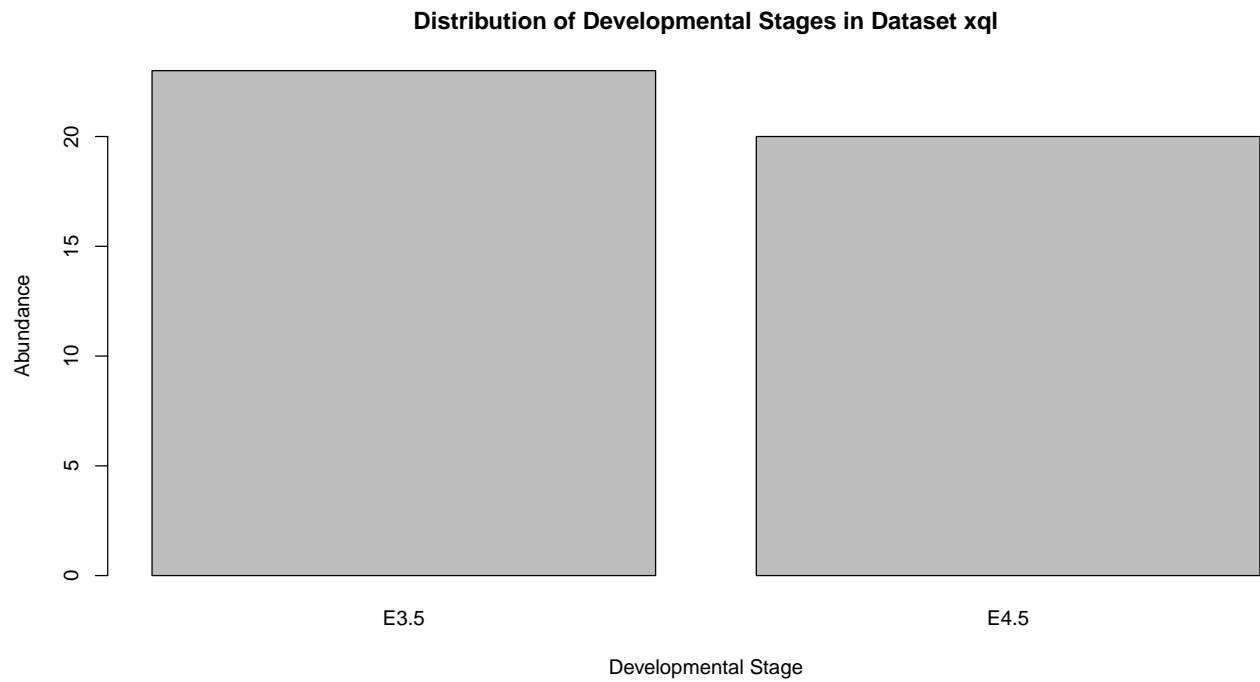 Distribution of Developmental Stages in Dataset xql
Abundance
20
15
10
5
0
E3.5 E4.5
Developmental Stage